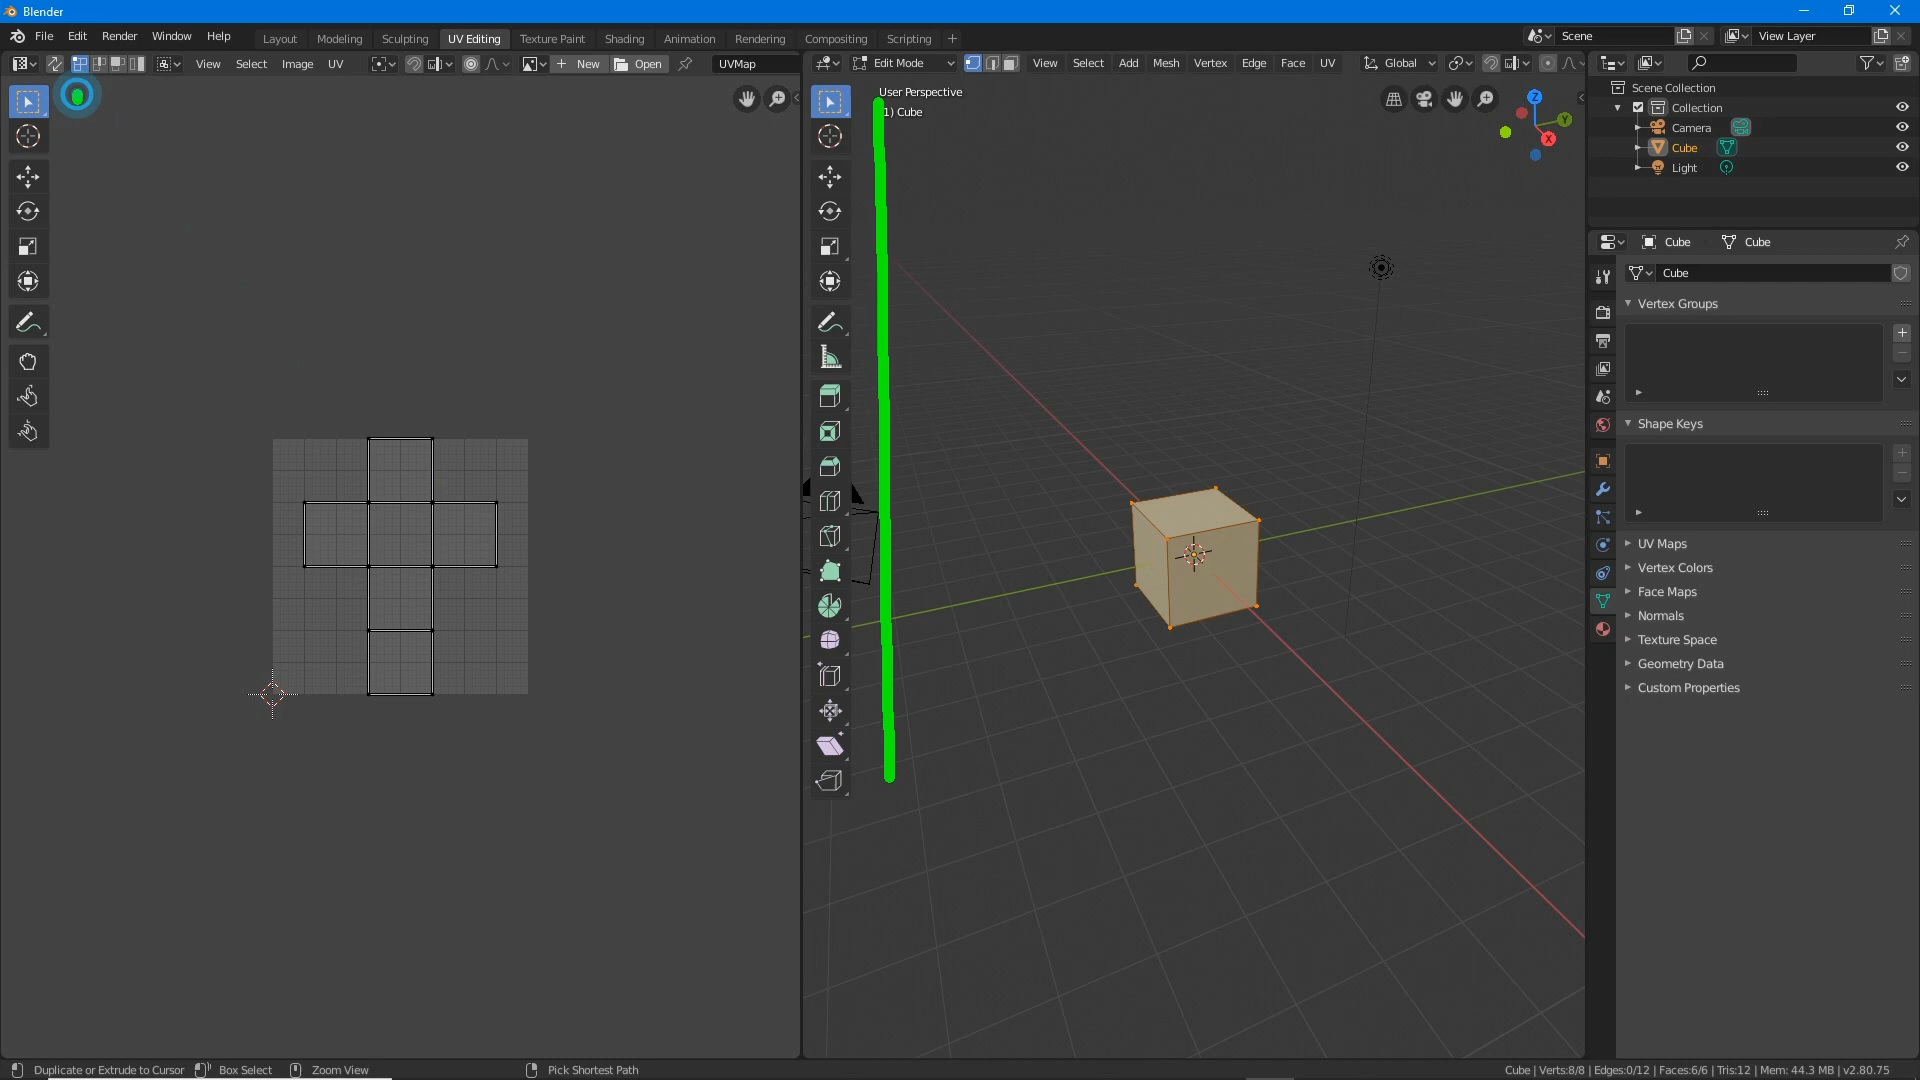 Blender
File Edit Render Window Help
Layout Modeling Sculpting UV Editing Texture Paint Shading Animation Rendering Compositing Scripting
Scene
View Layer
View Select Image UV
New
Open
UVMap
Edit Mode
View Select Add Mesh Vertex Edge Face UV
Global
User Perspective
1) Cube
Z
Y
X
Scene Collection
Collection
Camera
Cube
Light
Cube
Cube
Cube
Vertex Groups
Shape Keys
UV Maps
Vertex Colors
Face Maps
Normals
Texture Space
Geometry Data
Custom Properties
Duplicate or Extrude to Cursor
Box Select
Zoom View
Pick Shortest Path
Cube | Verts:8/8 | Edges:0/12 | Faces:6/6 | Tris:12 | Mem: 44.3 MB | v2.80.75